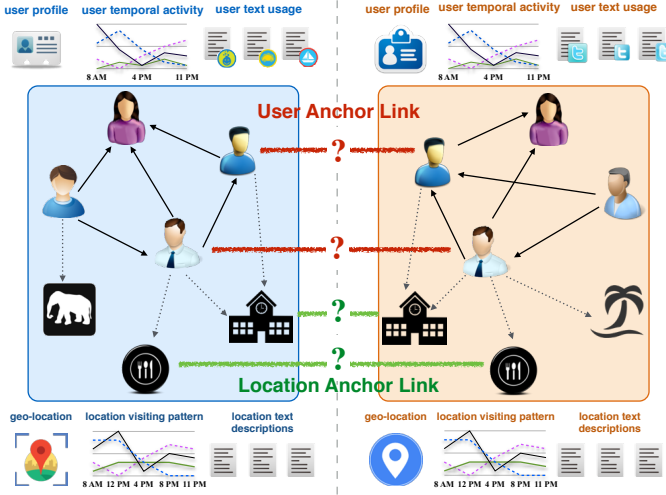 user profile
user temporal activity
user text usage
8 AM 4 PM 11 PM
user profile
user temporal activity
user text usage
8 AM 4 PM 11 PM
User Anchor Link
?
?
?
?
Location Anchor Link
geo-location
location visiting pattern
location text
descriptions
8 AM 12 PM 4 PM 8 PM 11 PM
geo-location
location visiting pattern
location text
descriptions
8 AM 12 PM 4 PM 8 PM 11 PM